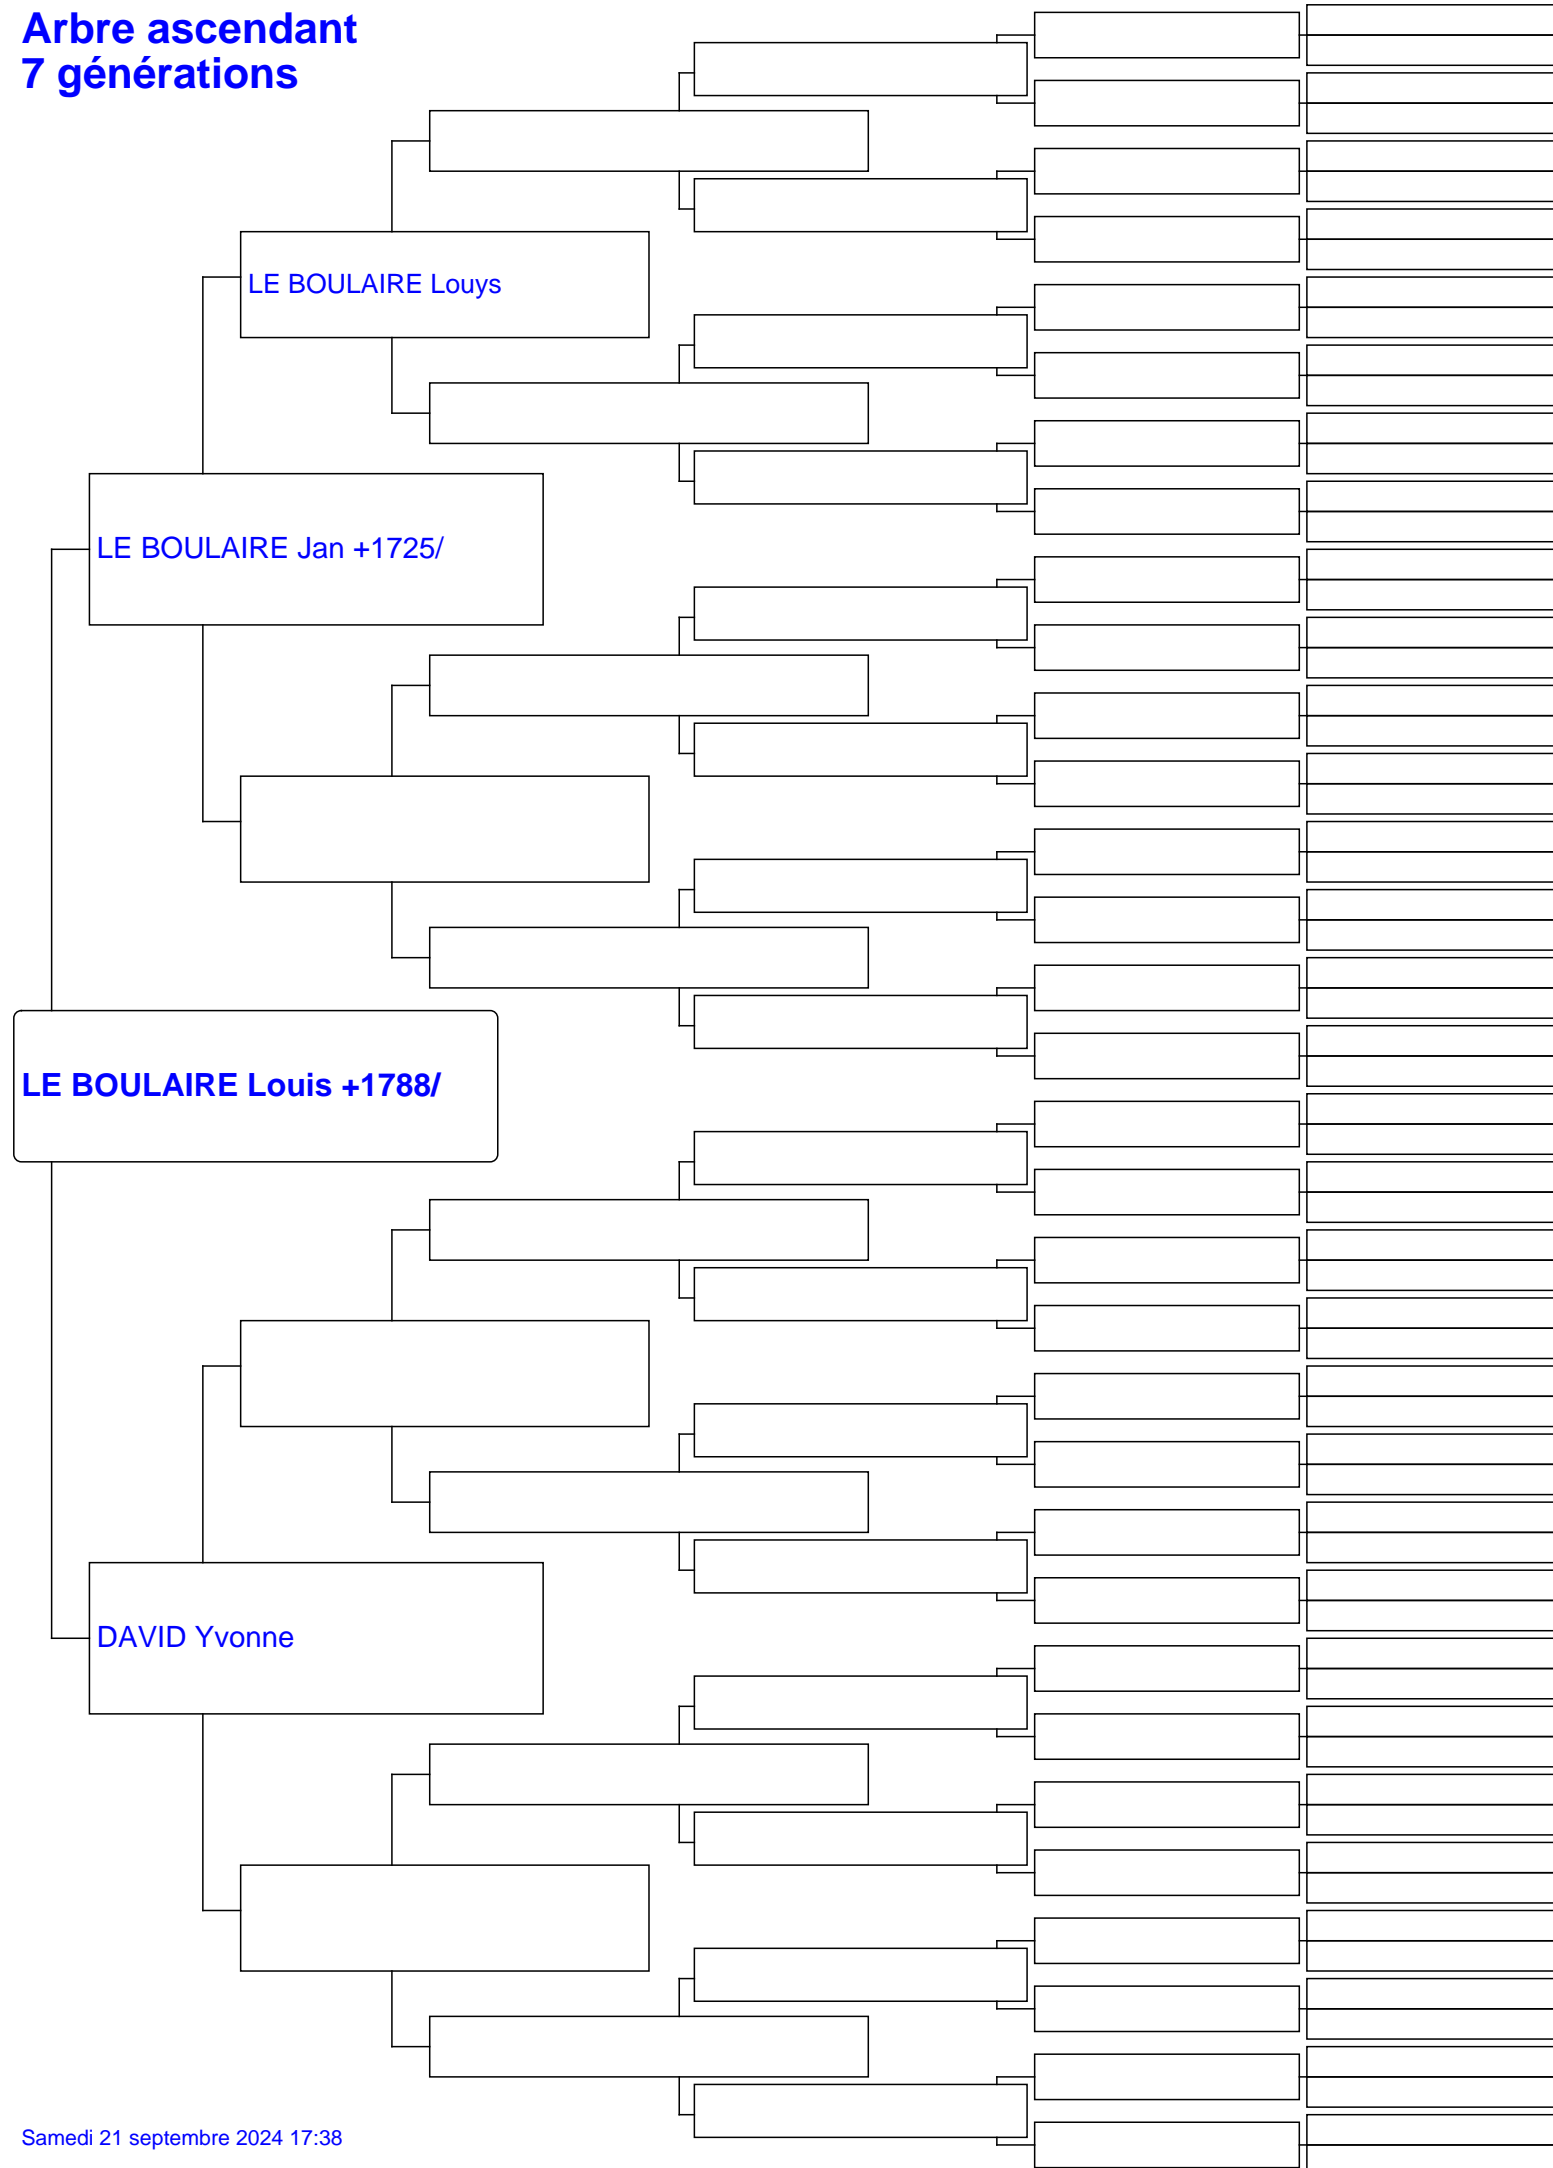 Arbre ascendant
7 générations
LE BOULAIRE Louys
LE BOULAIRE Jan +1725/
LE BOULAIRE Louis +1788/
DAVID Yvonne
Samedi 21 septembre 2024 17:38